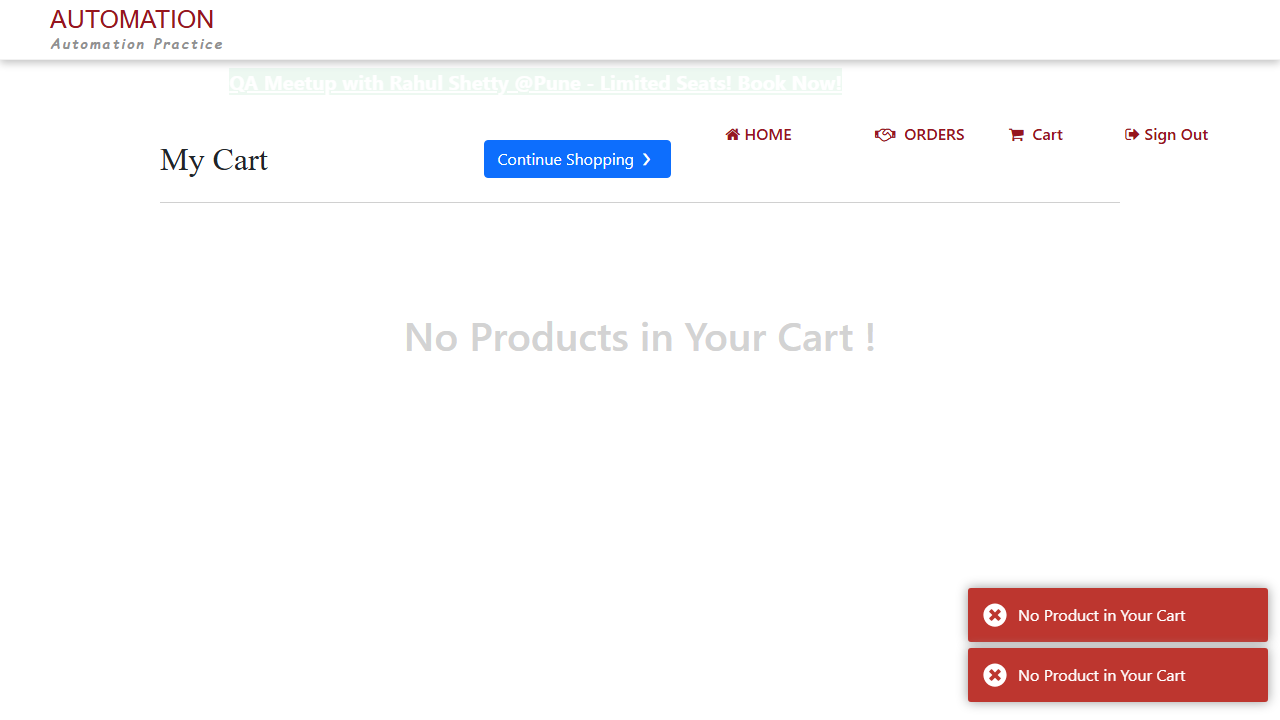 AUTOMATION
Automation Practice
QA Meetup with Rahul Shetty @Pune - Limited Seats! Book Now!
HOME
ORDERS
Cart
Sign Out
My Cart
Continue Shopping ❯
No Products in Your Cart !
No Product in Your Cart
No Product in Your Cart